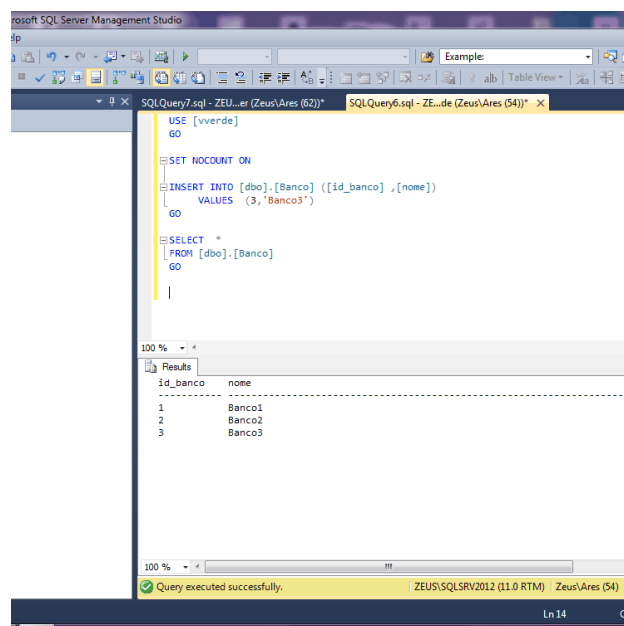 rosoft SQL Server Management Studio
elp
Example:
ab Table View
SQLQuery7.sql - ZEU...er (Zeus\Ares (62))* SQLQuery6.sql - ZE...de (Zeus\Ares (54))*
USE [vverde]
GO
SET NOCOUNT ON
INSERT INTO [dbo].[Banco] ([id_banco] ,[nome])
VALUES (3,'Banco3')
GO
SELECT *
FROM [dbo].[Banco]
GO
100 %
Results
id_banco nome
----------- ----------------------------------------------------------
1 Banco1
2 Banco2
3 Banco3
100 %
Query executed successfully. ZEUS\SQLSRV2012 (11.0 RTM) Zeus\Ares (54)
Ln 14